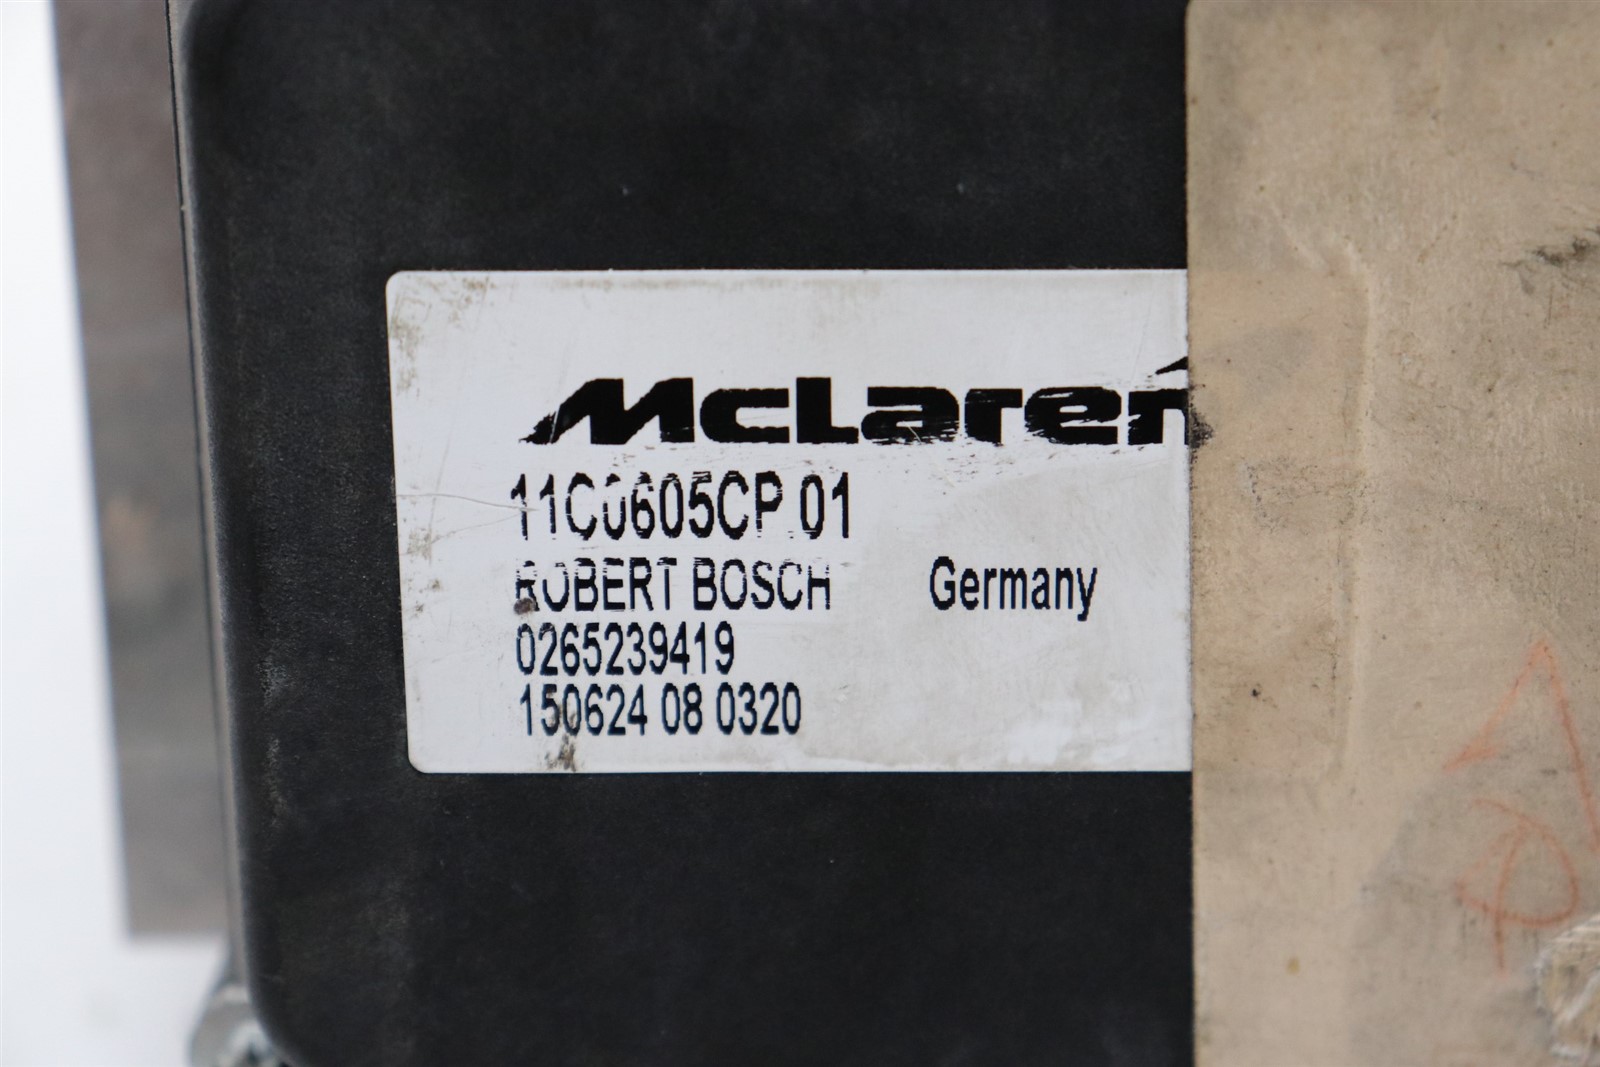 McLaren
11C0605CP 01
ROBERT BOSCH Germany
0265239419
150624 08 0320